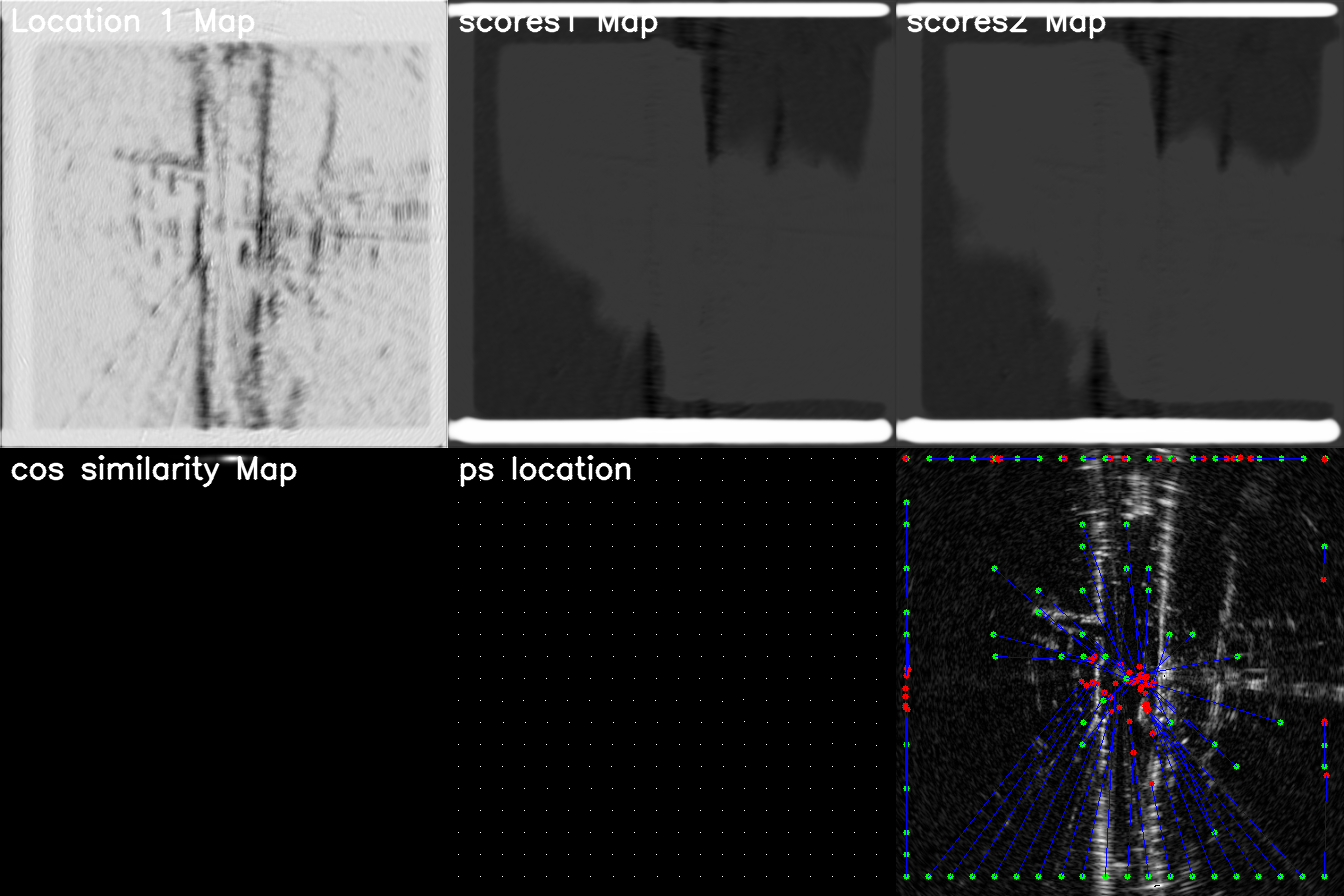 Location 1 Map
scores1 Map
scores2 Map
cos similarity Map
ps location